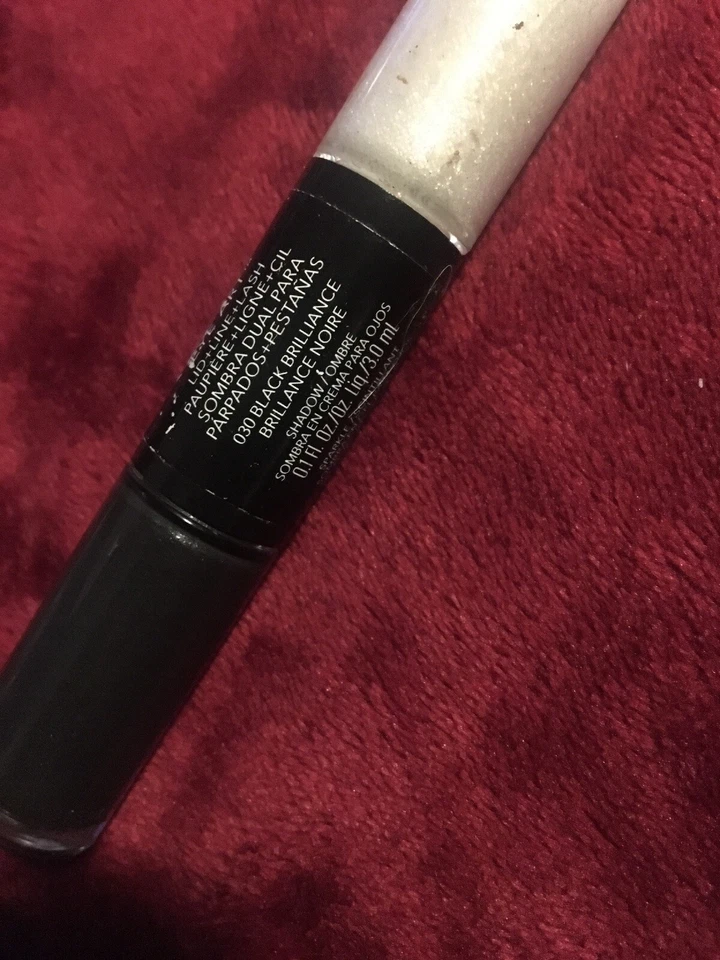 LID+LINE+LASH
PAUPIÈRE+LIGNE+CIL
SOMBRA DUAL PARA
PÁRPADOS+PESTAÑAS
030 BLACK BRILLIANCE
BRILLANCE NOIRE
SHADOW/OMBRE
SOMBRA EN CREMA PARA OJOS
0.1 FL. OZ./OZ. Liq/3.0 mL
SPARKLE/